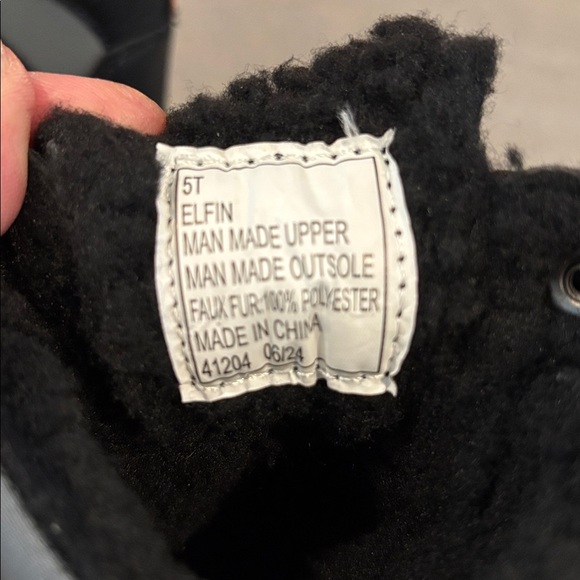 5T
ELFIN
MAN MADE UPPER
MAN MADE OUTSOLE
FAUX FUR:100% POLYESTER
MADE IN CHINA
41204 06/24